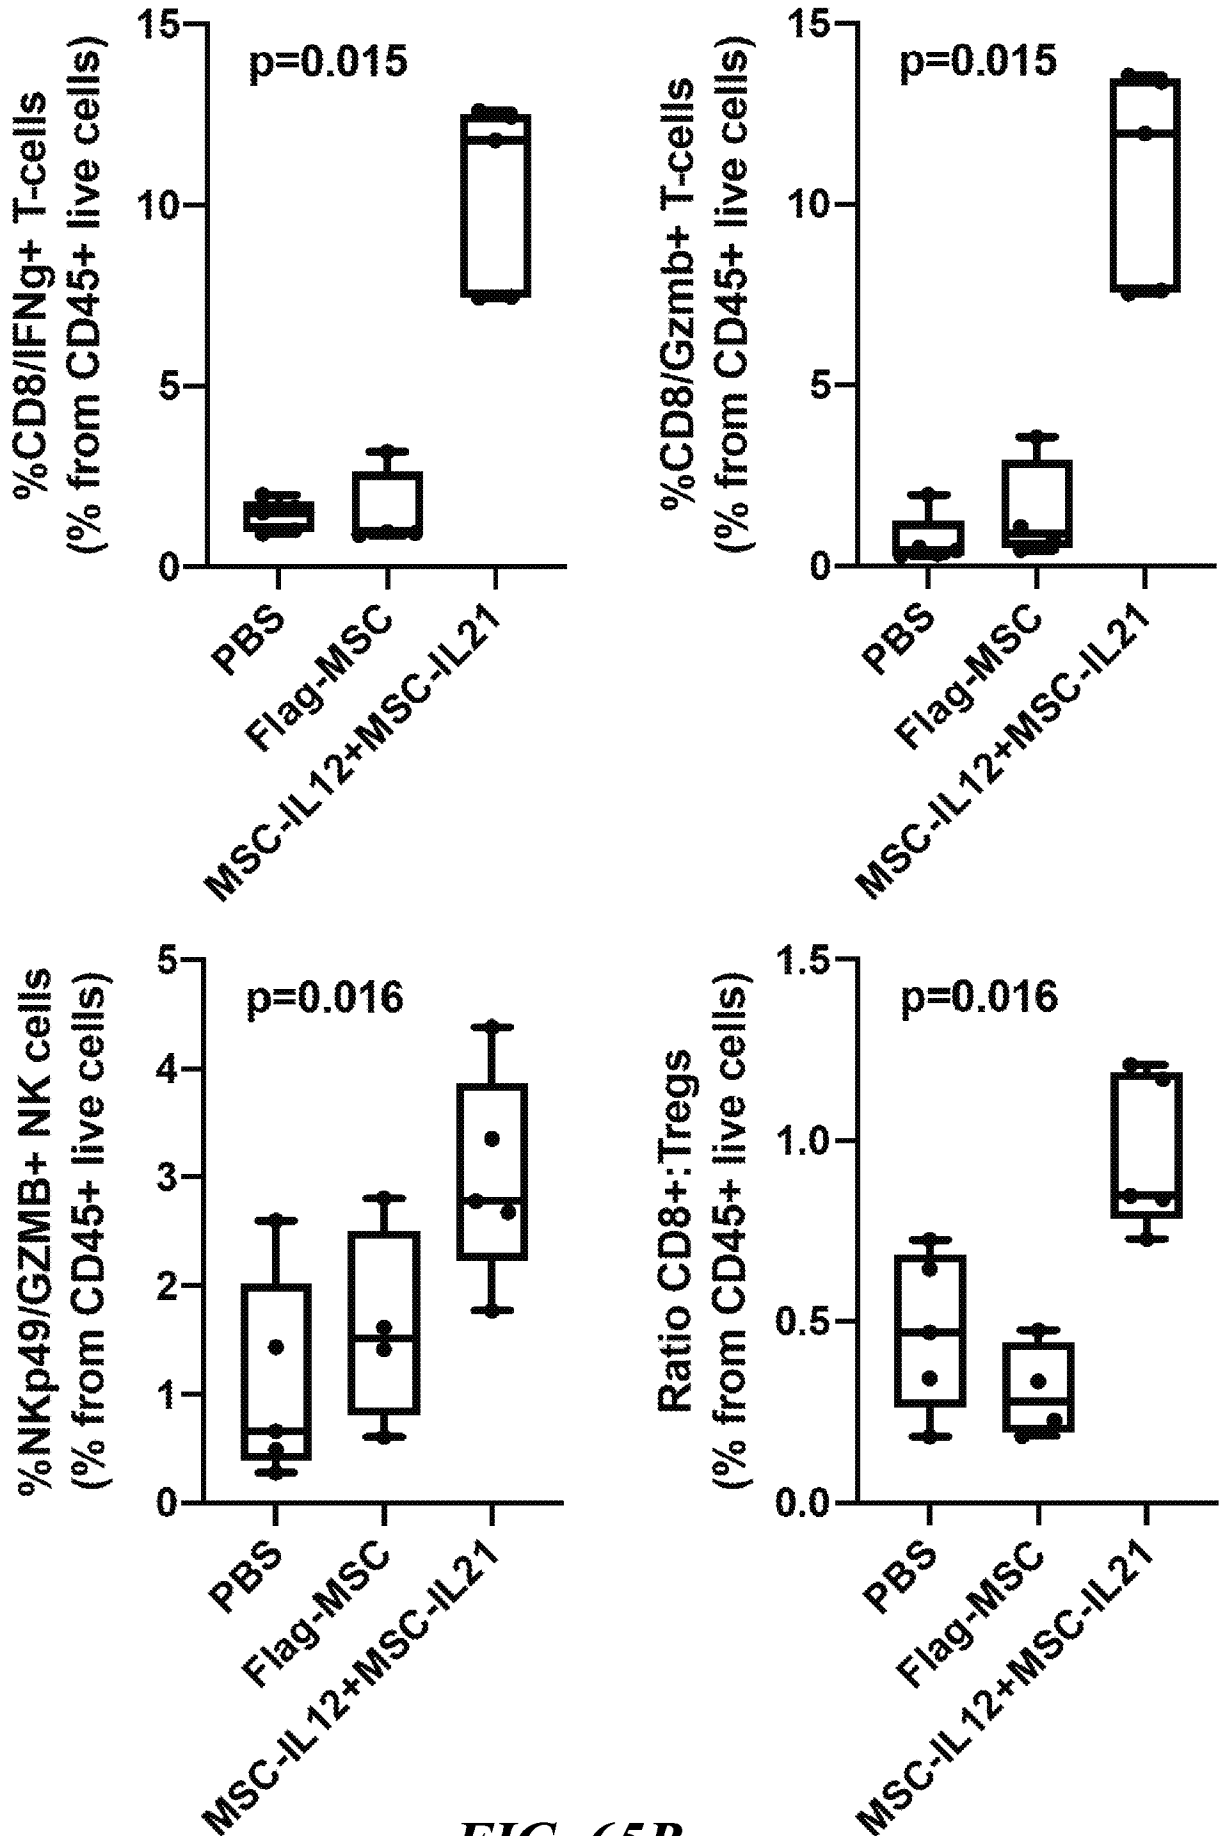 %CD8/IFNg+ T-cells
(% from CD45+ live cells)
15
10
5
0
p=0.015
PBS
Flag-MSC
MSC-IL12+MSC-IL21
%CD8/Gzmb+ T-cells
(% from CD45+ live cells)
15
10
5
0
p=0.015
PBS
Flag-MSC
MSC-IL12+MSC-IL21
%NKp49/GZMB+ NK cells
(% from CD45+ live cells)
5
4
3
2
1
0
p=0.016
PBS
Flag-MSC
MSC-IL12+MSC-IL21
Ratio CD8+:Tregs
(% from CD45+ live cells)
1.5
1.0
0.5
0.0
p=0.016
PBS
Flag-MSC
MSC-IL12+MSC-IL21
FIG. 65B